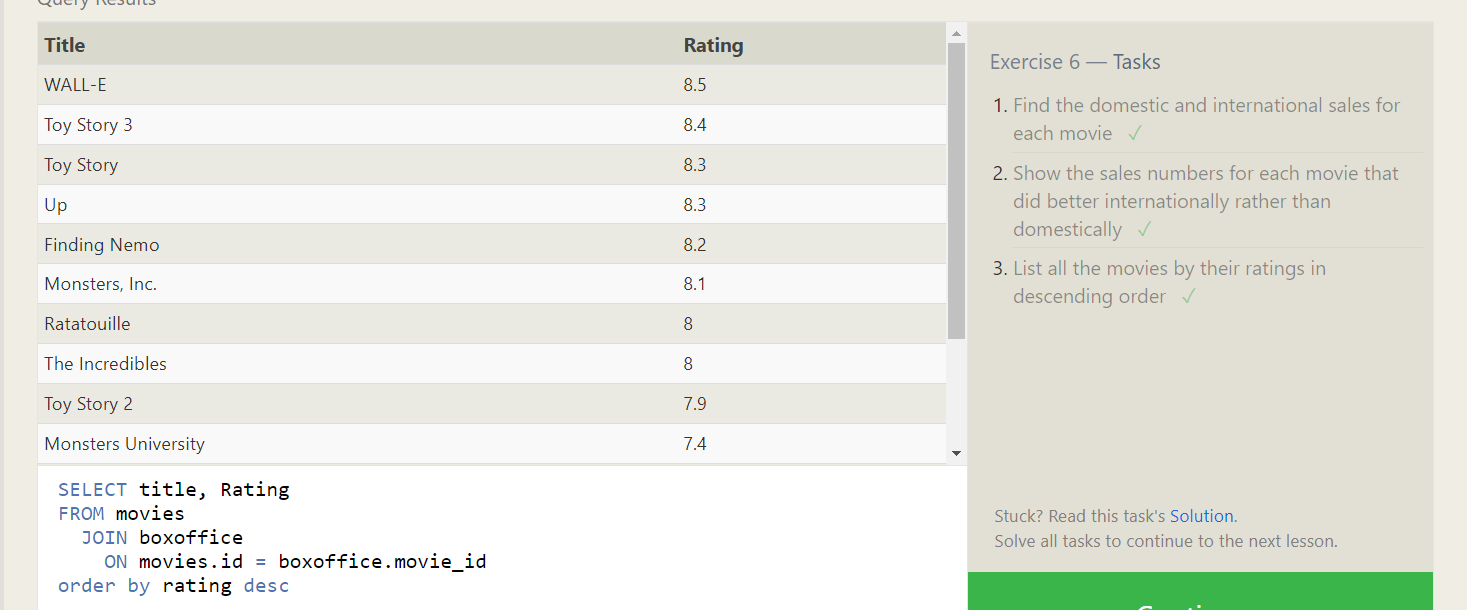 Query Results
Title Rating
WALL-E 8.5
Toy Story 3 8.4
Toy Story 8.3
Up 8.3
Finding Nemo 8.2
Monsters, Inc. 8.1
Ratatouille 8
The Incredibles 8
Toy Story 2 7.9
Monsters University 7.4
SELECT title, Rating
FROM movies
JOIN boxoffice
ON movies.id = boxoffice.movie_id
order by rating desc
Exercise 6 — Tasks
1. Find the domestic and international sales for
each movie ✓
2. Show the sales numbers for each movie that
did better internationally rather than
domestically ✓
3. List all the movies by their ratings in
descending order ✓
Stuck? Read this task's Solution.
Solve all tasks to continue to the next lesson.